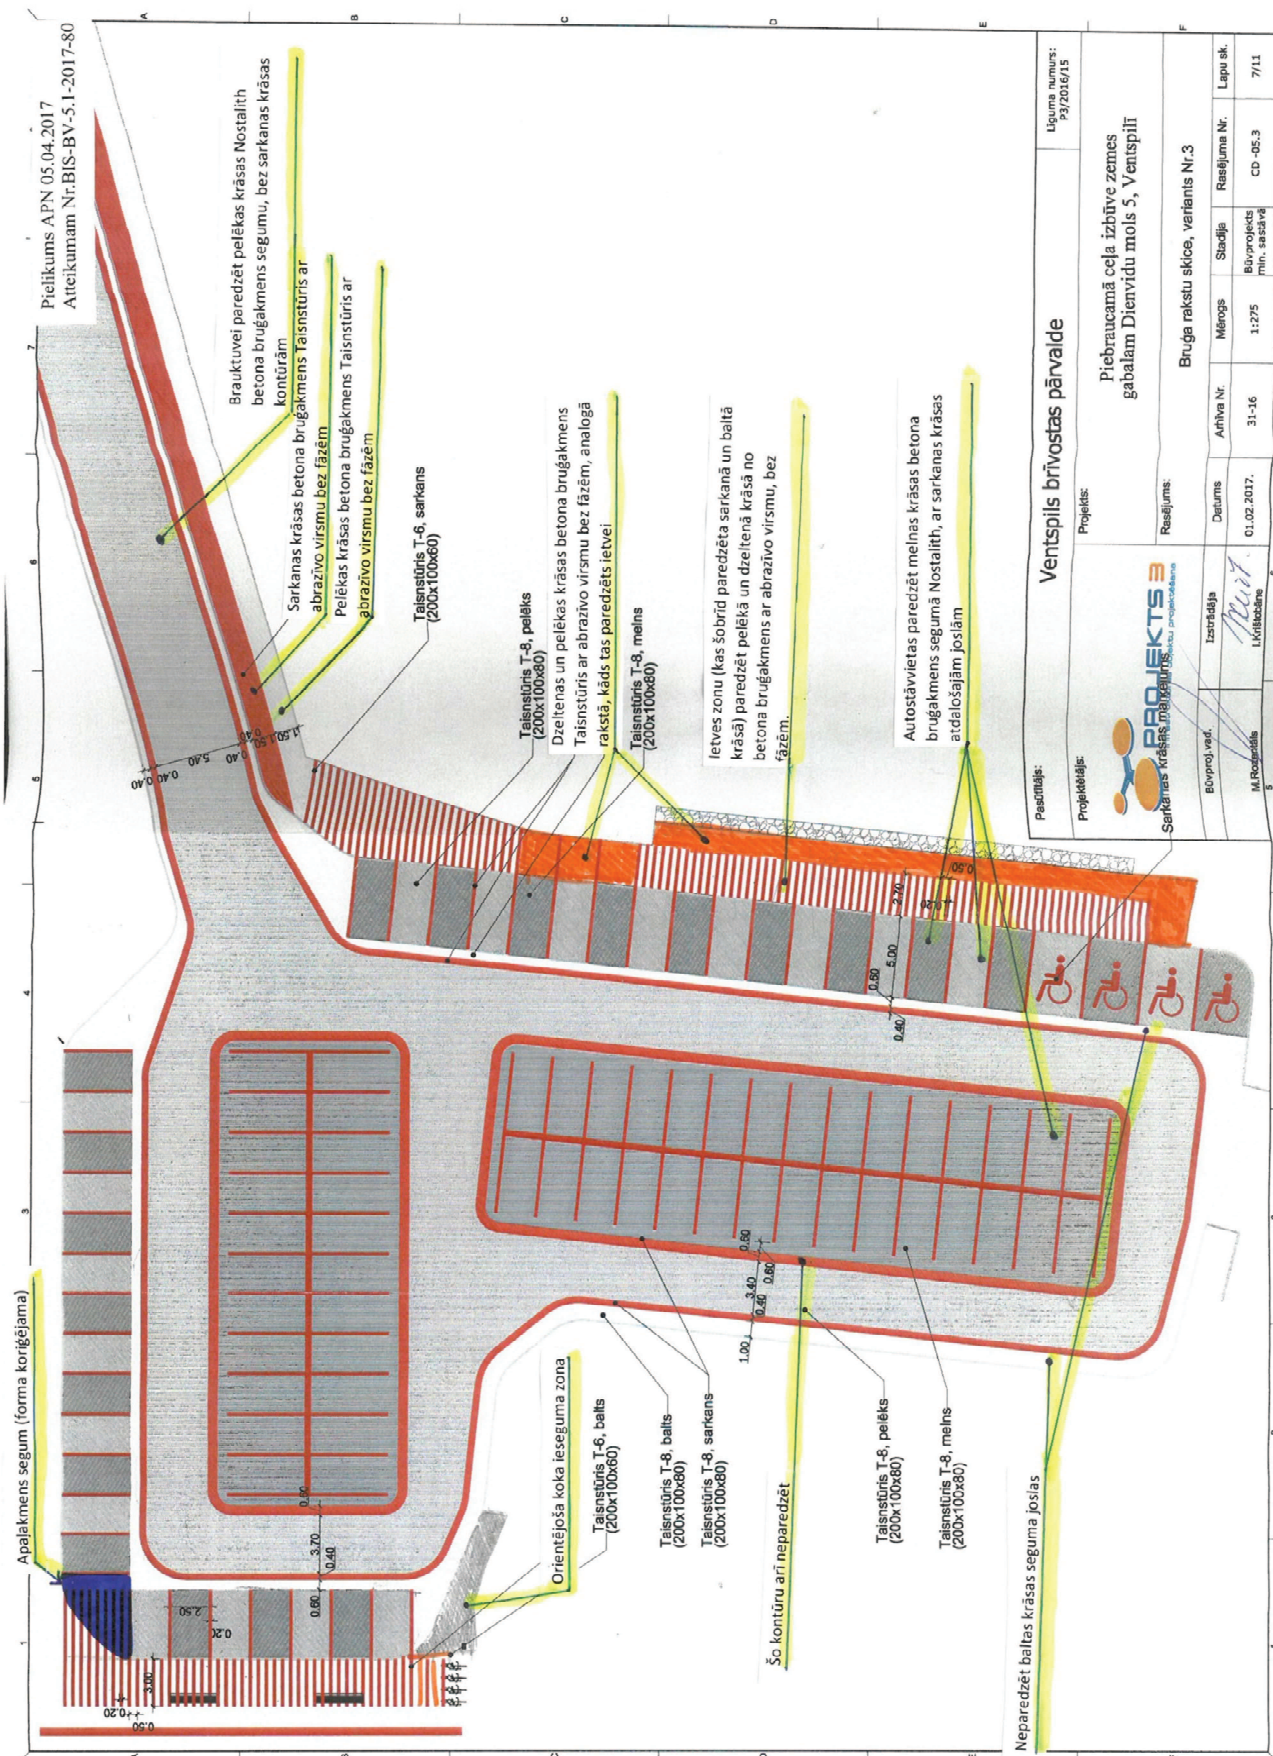 Pielikums APN 05.04.2017
Atteikumam Nr.BIS-BV-5.1-2017-80
Brauktuvei paredzēt pelēkas krāsas Nostalith
betona bruģakmens segumu, bez sarkanas krāsas
kontūrām
Sarkanas krāsas betona bruģakmens Taisnstūris ar
abrazīvo virsmu bez fāzēm
Pelēkas krāsas betona bruģakmens Taisnstūris ar
abrazīvo virsmu bez fāzēm
Taisnstūris T-6, sarkans
(200x100x60)
Taisnstūris T-8, pelēks
(200x100x80)
Dzeltenas un pelēkas krāsas betona bruģakmens
Taisnstūris ar abrazīvo virsmu bez fāzēm, analogā
rakstā, kāds tas paredzēts ietvei
Taisnstūris T-8, melns
(200x100x80)
Ietves zonu (kas šobrīd paredzēta sarkanā un baltā
krāsā) paredzēt pelēkā un dzeltenā krāsā no
betona bruģakmens ar abrazīvo virsmu, bez
fāzēm.
Autostāvvietas paredzēt melnas krāsas betona
bruģakmens segumā Nostalith, ar sarkanas krāsas
atdalošajām joslām
Apaļakmens segum (forma koriģējama)
Orientējoša koka ieseguma zona
Taisnstūris T-6, balts
(200x100x60)
Taisnstūris T-8, balts
(200x100x80)
Taisnstūris T-8, sarkans
(200x100x80)
Šo kontūru arī neparedzēt
Taisnstūris T-8, pelēks
(200x100x80)
Taisnstūris T-8, melns
(200x100x80)
Neparedzēt baltas krāsas seguma joslas
Sarkanas krāsas marķējums
Pasūtītājs:
Ventspils brīvostas pārvalde
Līguma numurs:
P3/2016/15
Projektētājs:
PROJEKTS 3
Projekts:
Piebraucamā ceļa izbūve zemes
gabalam Dienvidu mols 5, Ventspilī
Rasējums:
Bruģa rakstu skice, variants Nr.3
Būvproj.vad.
Izstrādāja
Datums
Arhīva Nr.
Mērogs
Stadija
Rasējuma Nr.
Lapu sk.
M.Rozentāls
I.Krišķobāne
01.02.2017.
31-16
1:275
Būvprojekts
min. sastāvā
CD -05.3
7/11